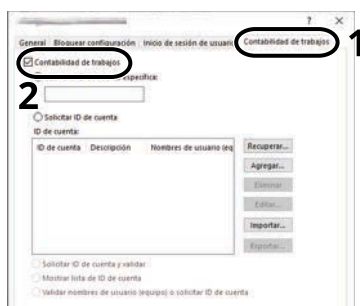 ? ×
General Bloquear configuración Inicio de sesión de usuario Contabilidad de trabajos
1
Contabilidad de trabajos
específica:
2
Solicitar ID de cuenta
ID de cuenta:
ID de cuenta Descripción Nombres de usuario (eq
Recuperar...
Agregar...
Eliminar
Editar...
Importar...
Exportar...
Solicitar ID de cuenta y validar
Mostrar lista de ID de cuenta
Validar nombres de usuario (equipo) o solicitar ID de cuenta